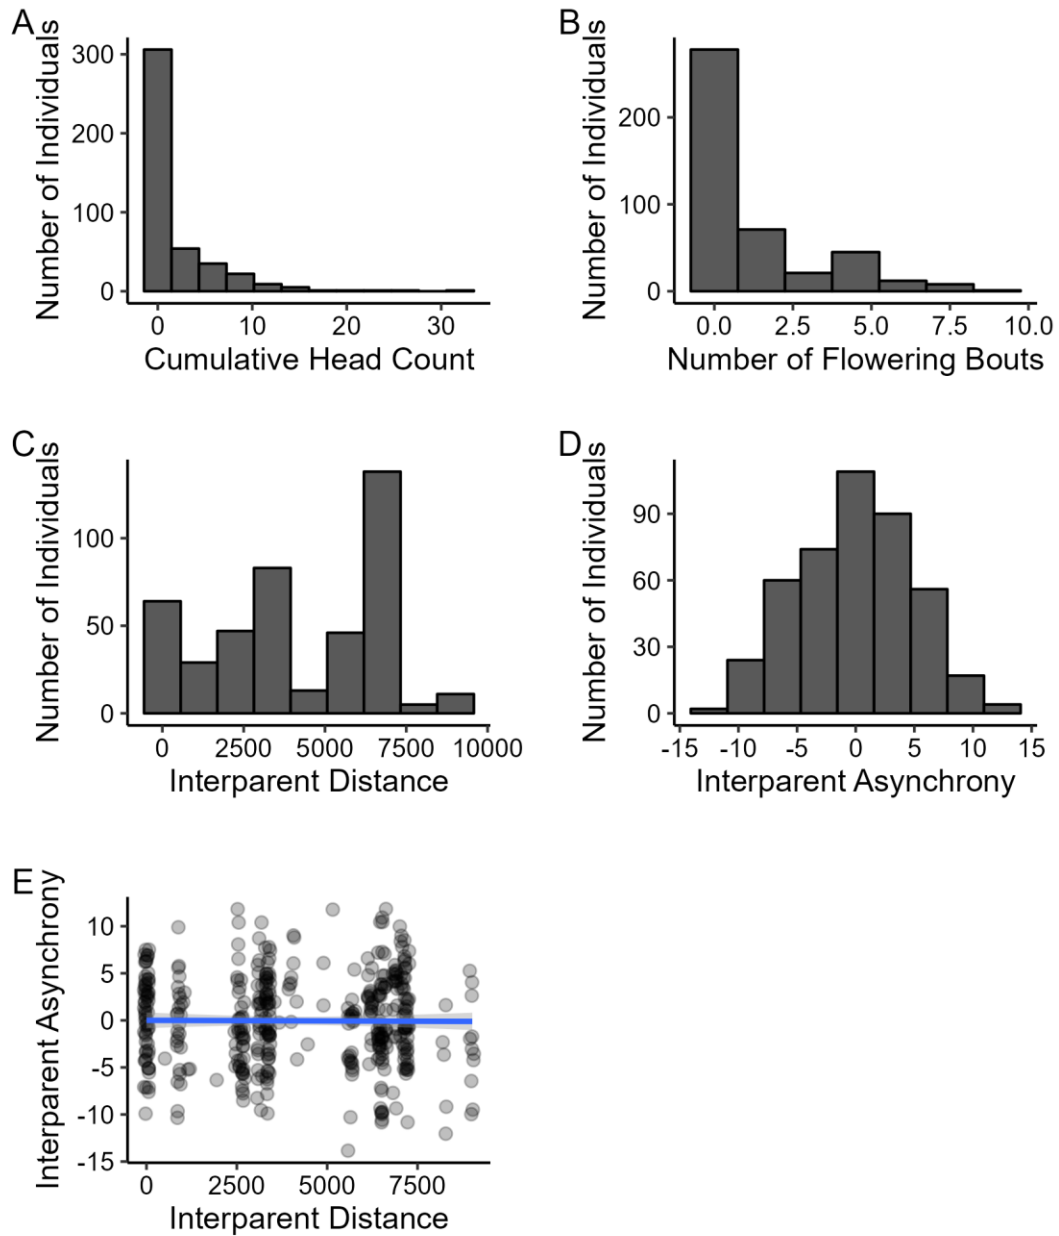 A
Number of Individuals
300
200
100
0
0 10 20 30
Cumulative Head Count
B
Number of Individuals
200
100
0
0.0 2.5 5.0 7.5 10.0
Number of Flowering Bouts
C
Number of Individuals
100
50
0
0 2500 5000 7500 10000
Interparent Distance
D
Number of Individuals
90
60
30
0
-15 -10 -5 0 5 10 15
Interparent Asynchrony
E
Interparent Asynchrony
10
5
0
-5
-10
-15
0 2500 5000 7500
Interparent Distance